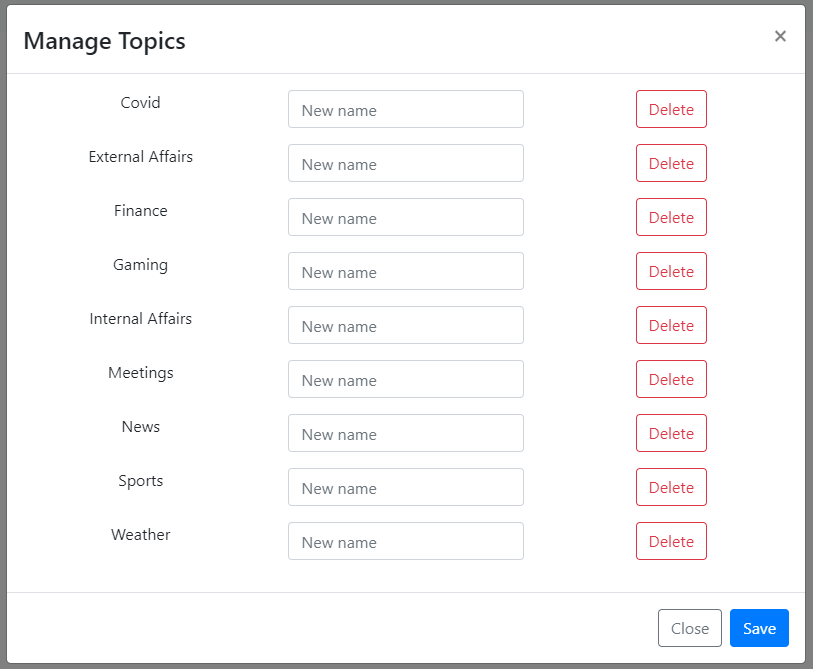 Manage Topics ×
Covid New name Delete
External Affairs New name Delete
Finance New name Delete
Gaming New name Delete
Internal Affairs New name Delete
Meetings New name Delete
News New name Delete
Sports New name Delete
Weather New name Delete
Close Save